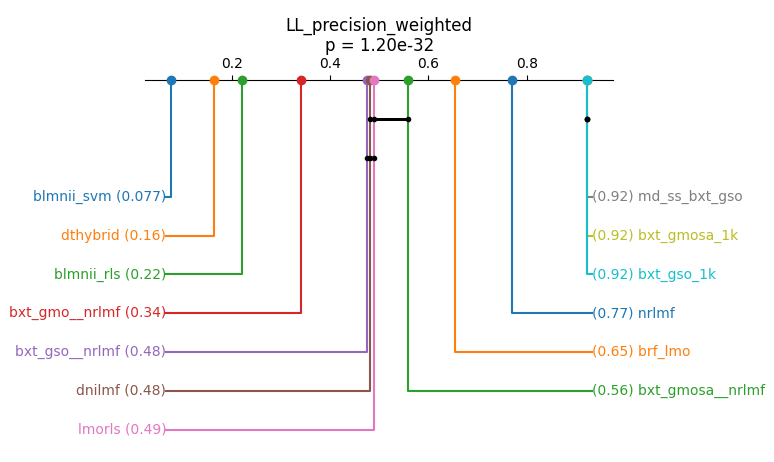 LL_precision_weighted
p = 1.20e-32
0.2 0.4 0.6 0.8
blmnii_svm (0.077)
(0.92) md_ss_bxt_gso
dthybrid (0.16)
(0.92) bxt_gmosa_1k
blmnii_rls (0.22)
(0.92) bxt_gso_1k
bxt_gmo__nrlmf (0.34)
(0.77) nrlmf
bxt_gso__nrlmf (0.48)
(0.65) brf_lmo
dnilmf (0.48)
(0.56) bxt_gmosa__nrlmf
lmorls (0.49)